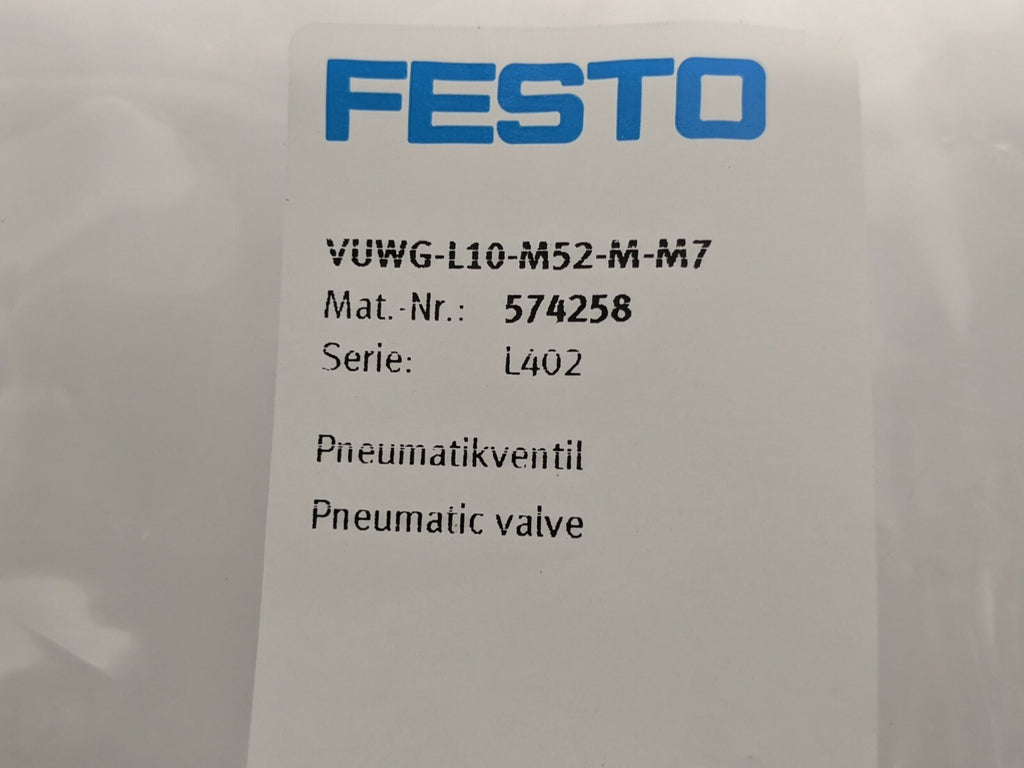 FESTO
VUWG-L10-M52-M-M7
Mat.-Nr.: 574258
Serie: L402
Pneumatikventil
Pneumatic valve